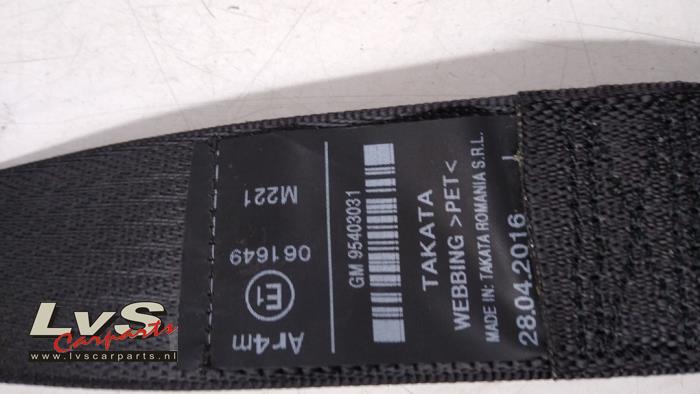 M221
061649
E1
Ar4m
GM 95403031
TAKATA
WEBBING >PET<
MADE IN: TAKATA ROMANIA S.R.L.
28.04.2016
LvS
Carparts
www.lvscarparts.nl